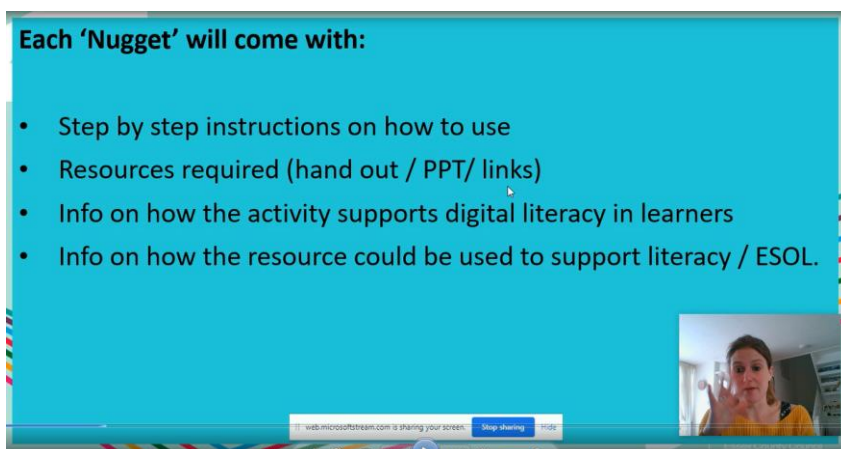 Each ‘Nugget’ will come with:
• Step by step instructions on how to use
• Resources required (hand out / PPT/ links)
• Info on how the activity supports digital literacy in learners
• Info on how the resource could be used to support literacy / ESOL.
web.microsoftstream.com is sharing your screen. Stop sharing Hide